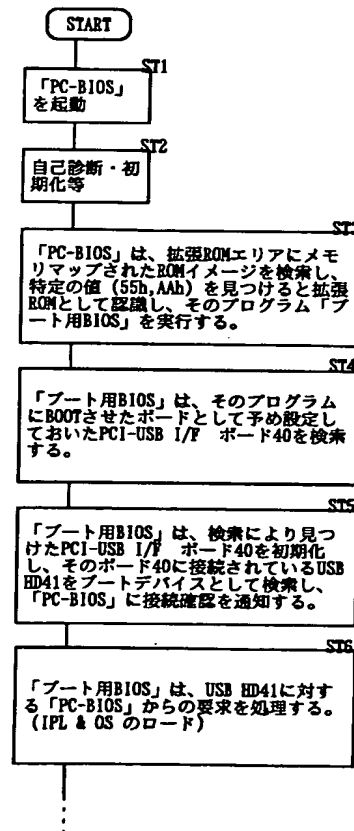 START
ST1
「PC-BIOS」
を起動
ST2
自己診断・初
期化等
ST3
「PC-BIOS」は、拡張ROMエリアにメモ
リマップされたROMイメージを検索し、
特定の値 (55h,AAh) を見つけると拡張
ROMとして認識し、そのプログラム「ブ
ート用BIOS」を実行する。
ST4
「ブート用BIOS」は、そのプログラム
にBOOTさせたボードとして予め設定し
ておいたPCI-USB I/F ボード40を検索
する。
ST5
「ブート用BIOS」は、検索により見つ
けたPCI-USB I/F ボード40を初期化
し、そのボード40に接続されているUSB
HD41をブートデバイスとして検索し、
「PC-BIOS」に接続確認を通知する。
ST6
「ブート用BIOS」は、USB HD41に対す
る「PC-BIOS」からの要求を処理する。
(IPL & OS のロード)